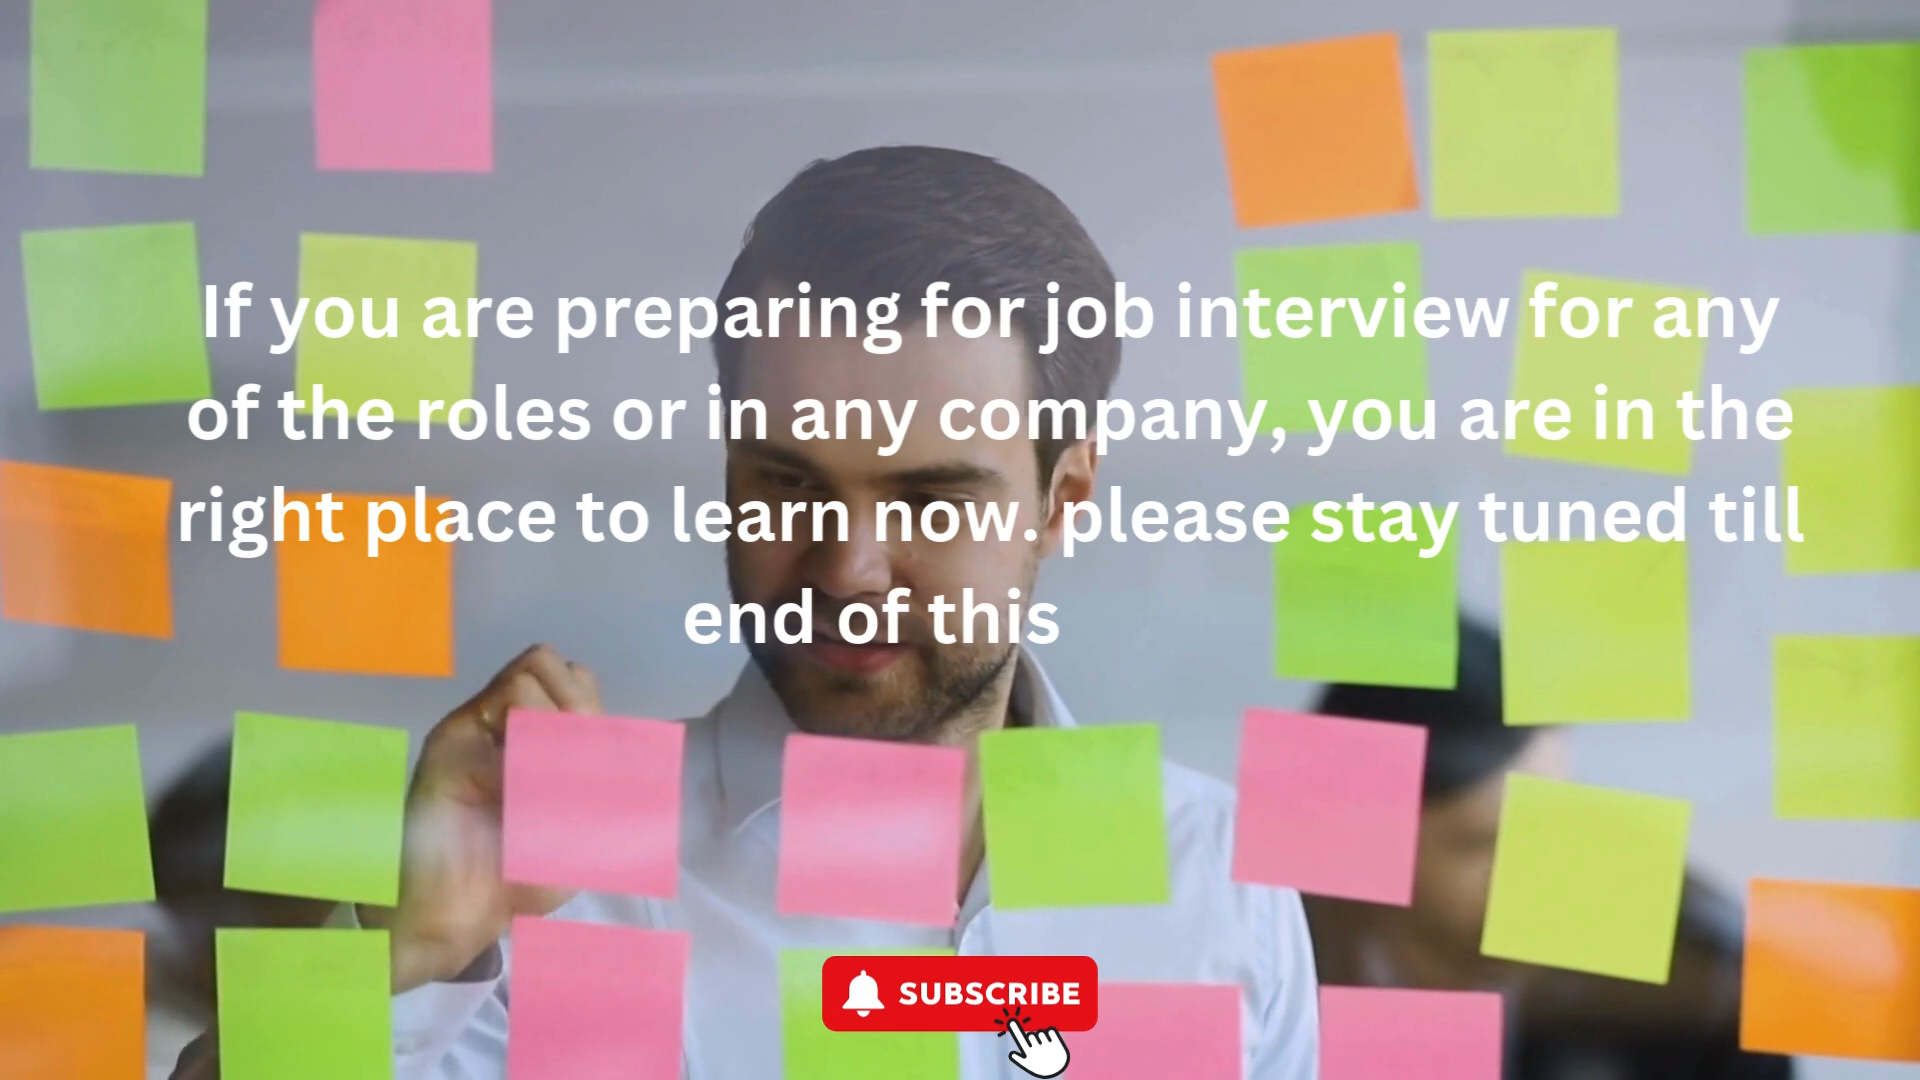 If you are preparing for job interview for any
of the roles or in any company, you are in the
right place to learn now. please stay tuned till
end of this
SUBSCRIBE